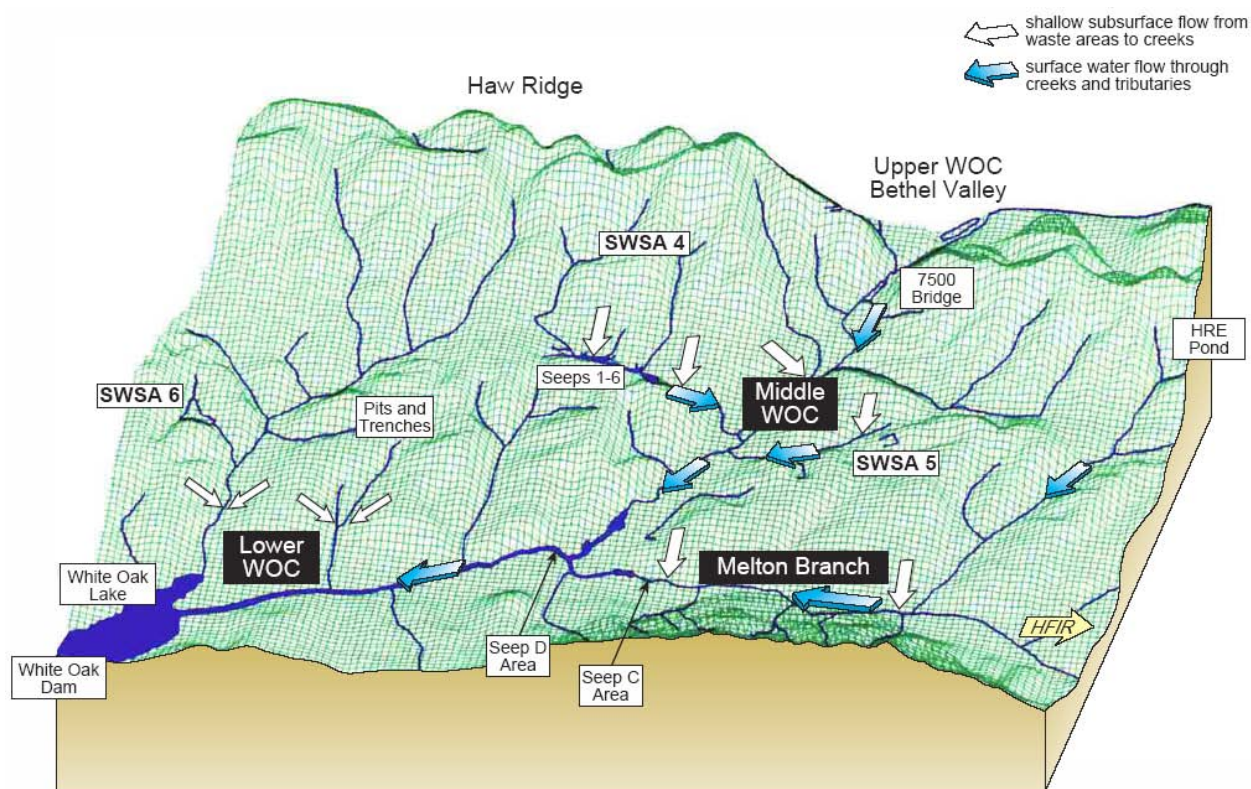 shallow subsurface flow from
waste areas to creeks
surface water flow through
creeks and tributaries
Haw Ridge
Upper WOC
Bethel Valley
SWSA 4
7500
Bridge
HRE
Pond
Seeps 1-6
Middle
WOC
SWSA 6
Pits and
Trenches
SWSA 5
Lower
WOC
Melton Branch
White Oak
Lake
HFIR
Seep D
Area
Seep C
Area
White Oak
Dam